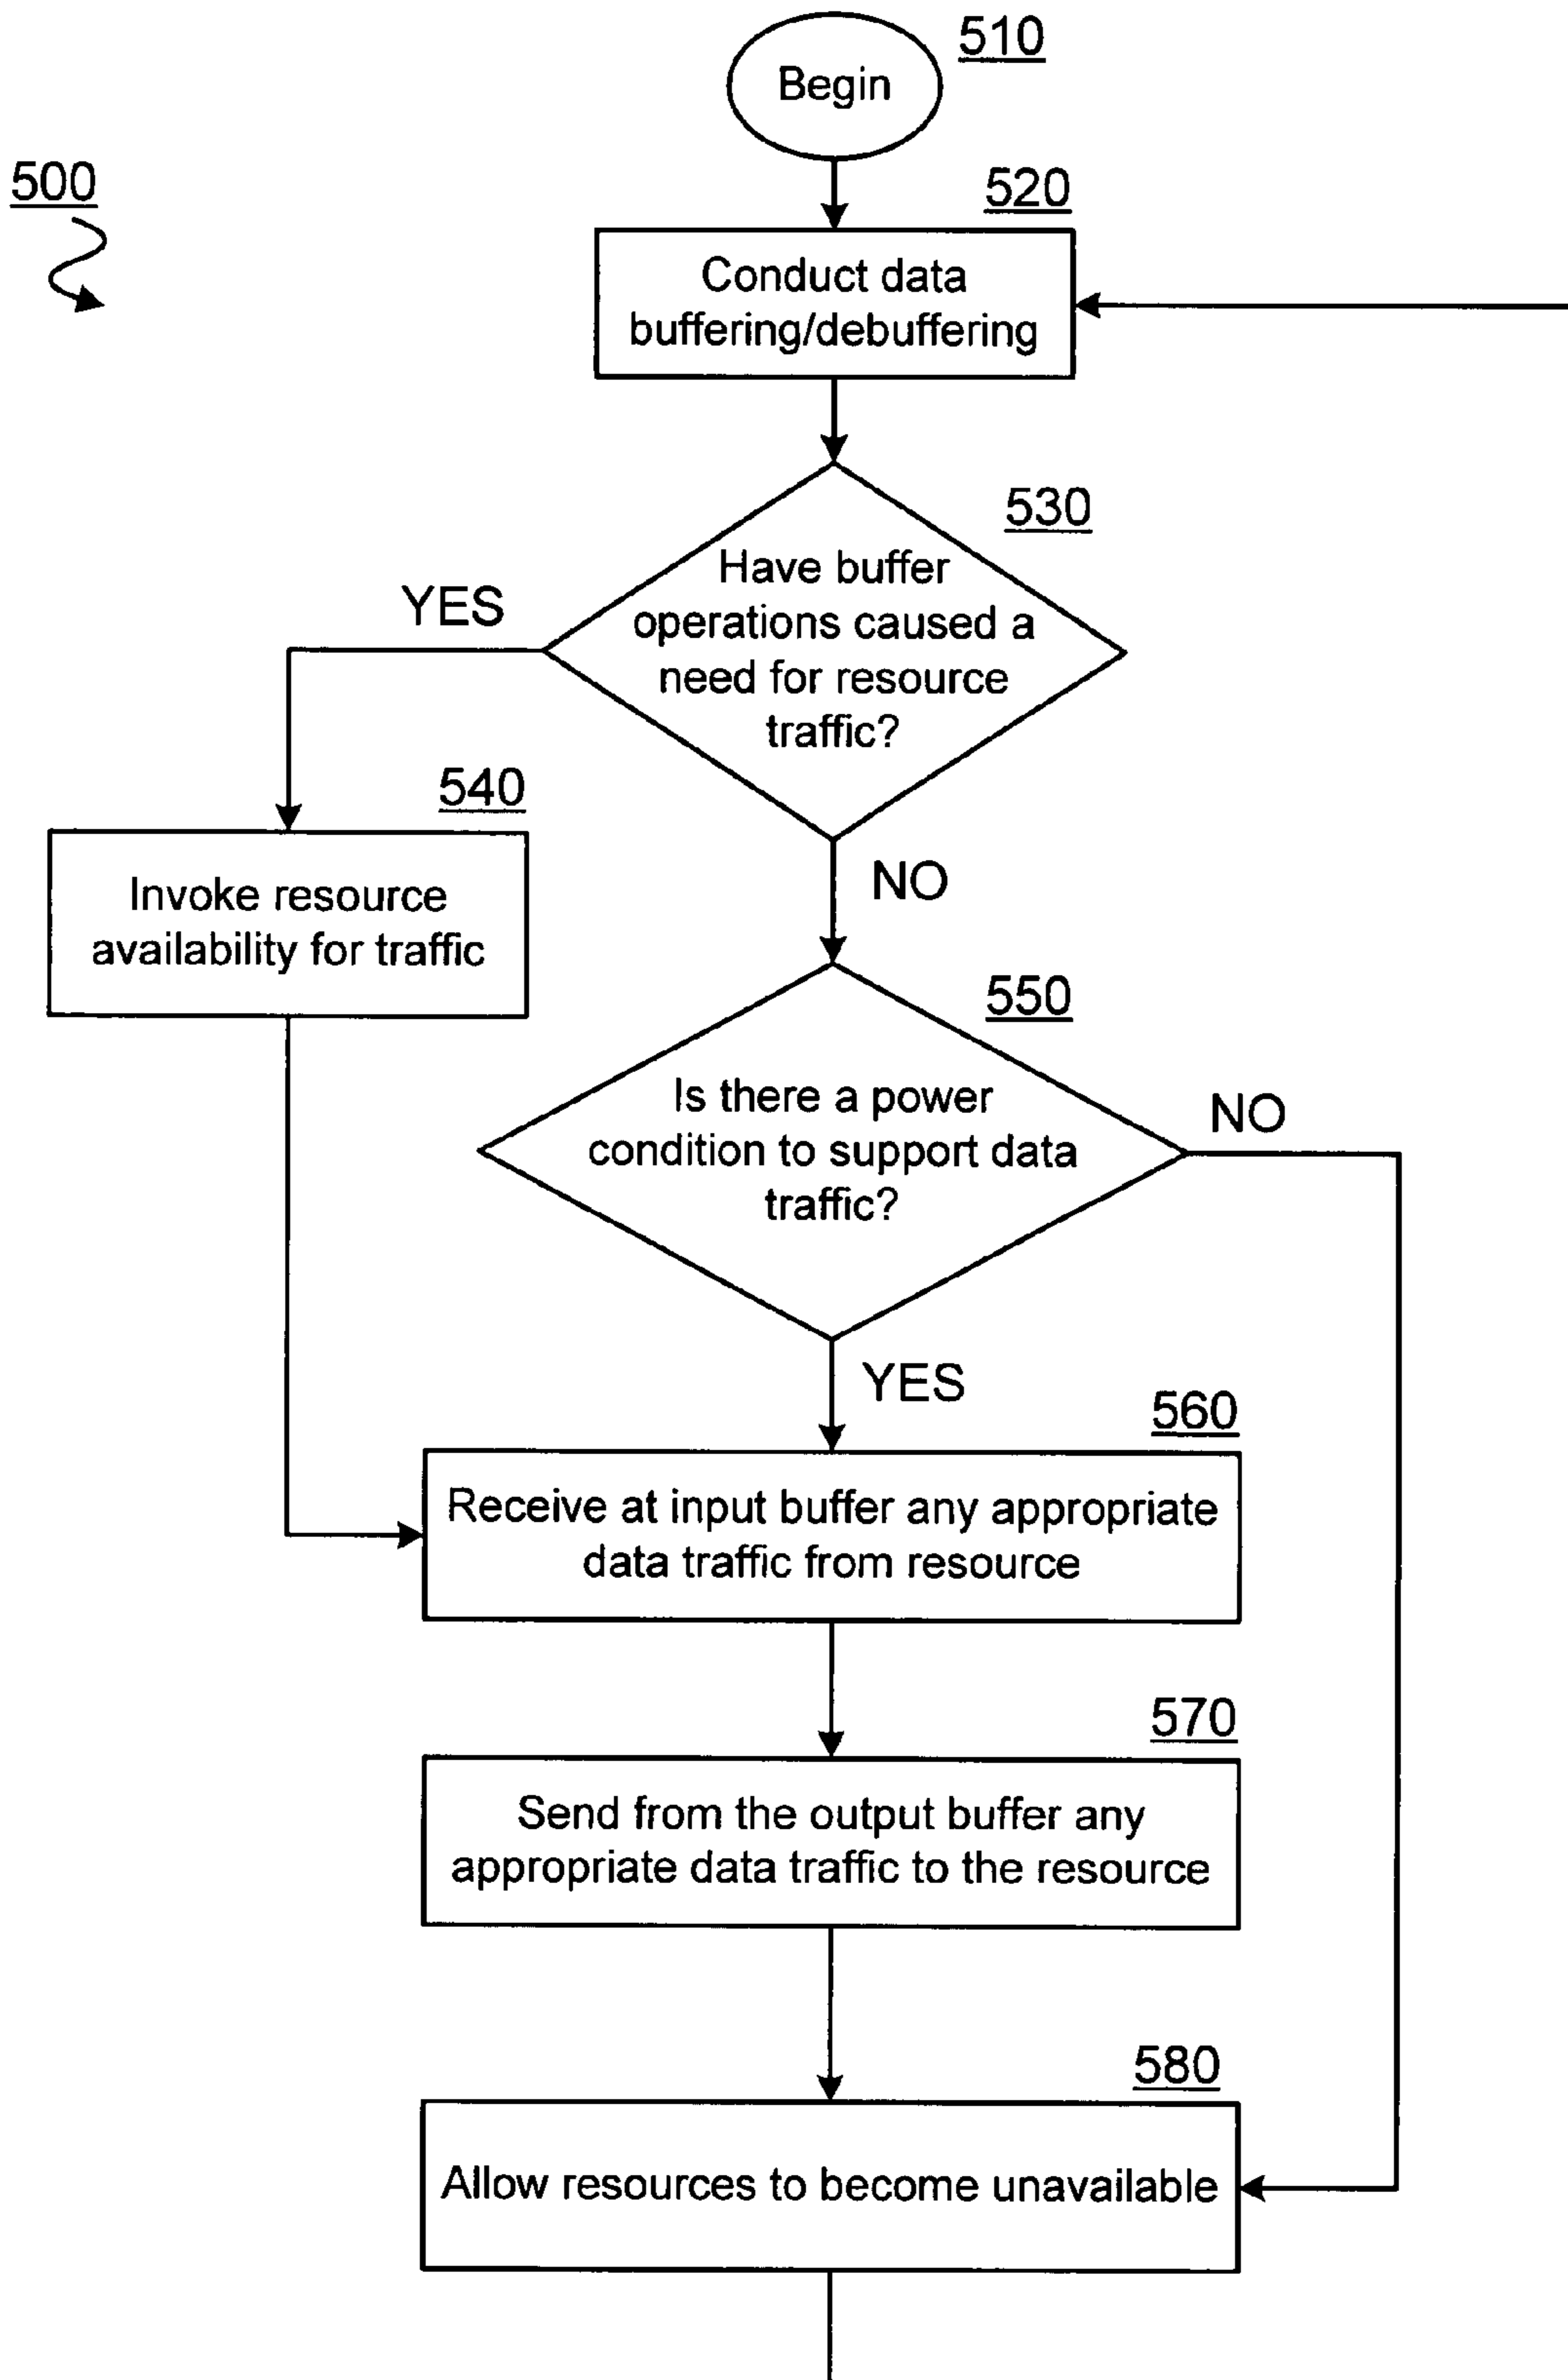 510
Begin
500
520
Conduct data
buffering/debuffering
530
Have buffer
operations caused a
need for resource
traffic?
YES
540
Invoke resource
availability for traffic
NO
550
Is there a power
condition to support data
traffic?
NO
YES
560
Receive at input buffer any appropriate
data traffic from resource
570
Send from the output buffer any
appropriate data traffic to the resource
580
Allow resources to become unavailable